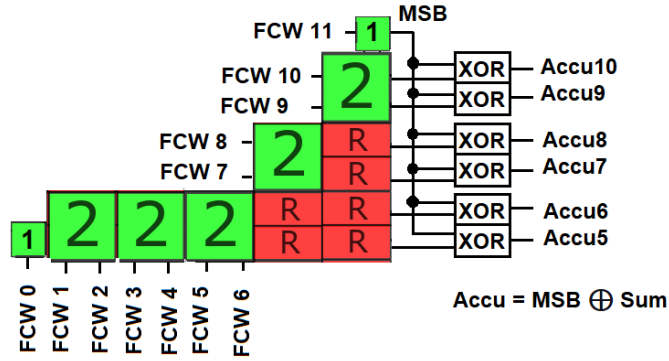 MSB
FCW 11 1
FCW 10 2 XOR Accu10
FCW 9 XOR Accu9
FCW 8 2 R XOR Accu8
FCW 7 R XOR Accu7
1 2 2 2 R R XOR Accu6
R R XOR Accu5
FCW 0 FCW 1 FCW 2 FCW 3 FCW 4 FCW 5 FCW 6
Accu = MSB ⊕ Sum